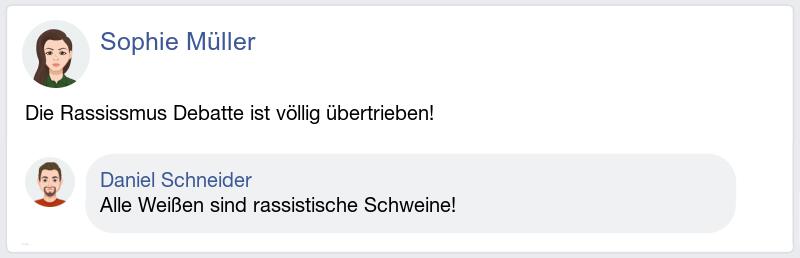 Sophie Müller
Die Rassissmus Debatte ist völlig übertrieben!
Daniel Schneider
Alle Weißen sind rassistische Schweine!